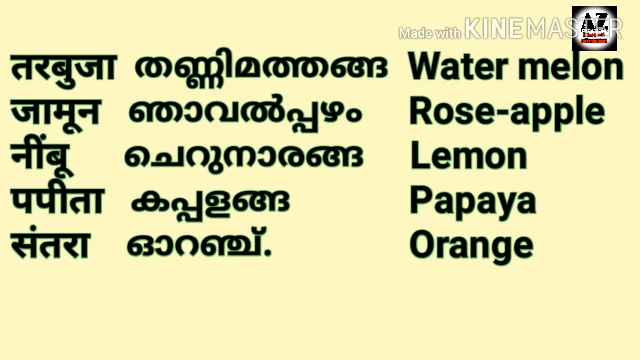 Made with KINEMASTER
AZ
तरबुजा തണ്ണിമത്തങ്ങ Water melon
जामून ഞാവൽപ്പഴം Rose-apple
नींबू ചെറുനാരങ്ങ Lemon
पपीता കപ്പളങ്ങ Papaya
संतरा ഓറഞ്ച്. Orange